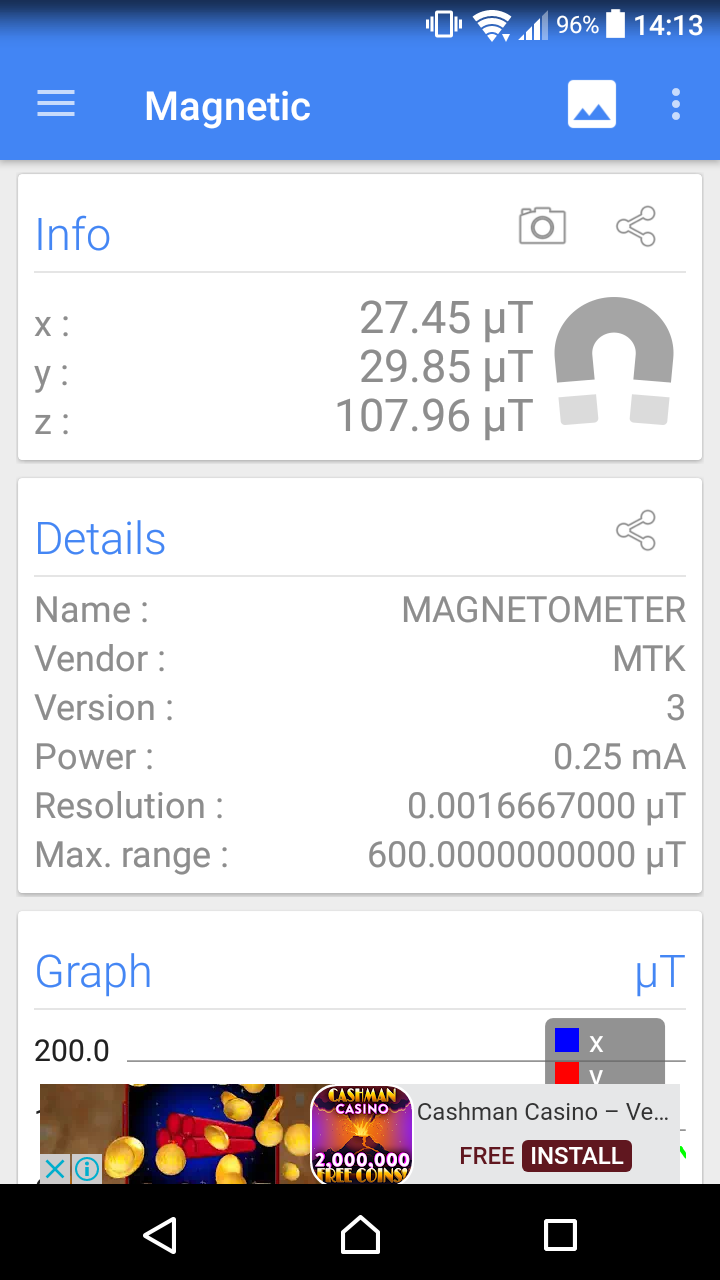 96% 14:13
Magnetic
Info
x : 27.45 µT
y : 29.85 µT
z : 107.96 µT
Details
Name : MAGNETOMETER
Vendor : MTK
Version : 3
Power : 0.25 mA
Resolution : 0.0016667000 µT
Max. range : 600.0000000000 µT
Graph µT
200.0
x
y
CASHMAN
CASINO
2,000,000
FREE COINS!
Cashman Casino – Ve...
FREE INSTALL